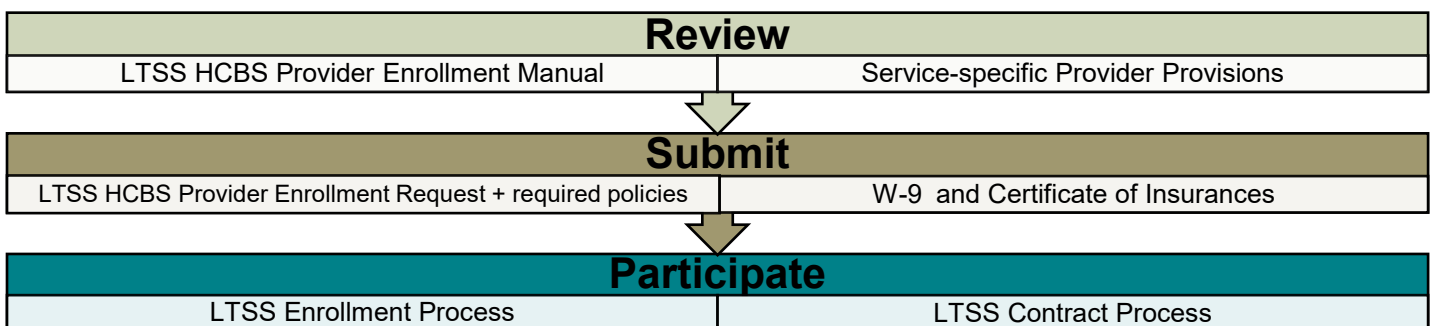 Review
LTSS HCBS Provider Enrollment Manual
Service-specific Provider Provisions
Submit
LTSS HCBS Provider Enrollment Request + required policies
W-9 and Certificate of Insurances
Participate
LTSS Enrollment Process
LTSS Contract Process